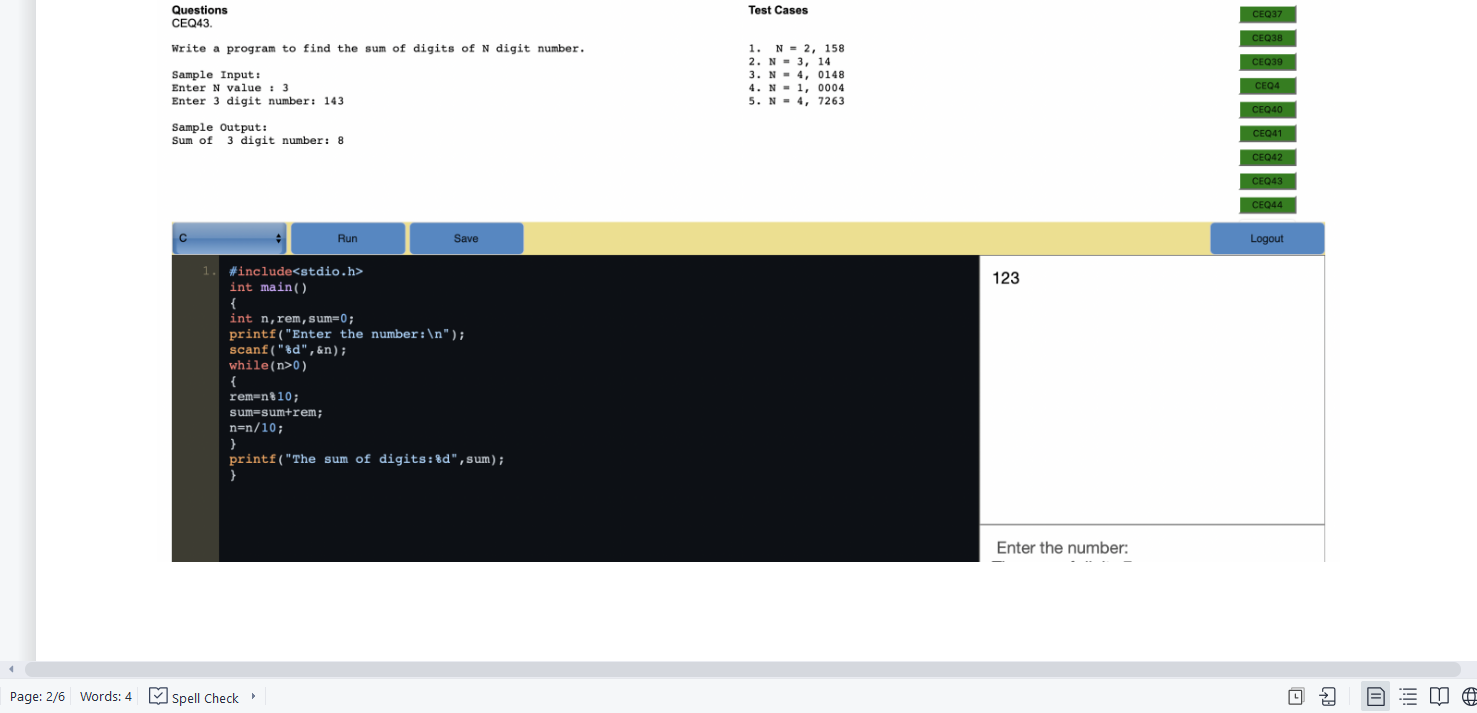 Questions
CEQ43.
Write a program to find the sum of digits of N digit number.
Sample Input:
Enter N value : 3
Enter 3 digit number: 143
Sample Output:
Sum of  3 digit number: 8
Test Cases
1.  N = 2, 158
2. N = 3, 14
3. N = 4, 0148
4. N = 1, 0004
5. N = 4, 7263
CEQ37
CEQ38
CEQ39
CEQ4
CEQ40
CEQ41
CEQ42
CEQ43
CEQ44
C
Run
Save
Logout
1. #include<stdio.h>
int main()
{
int n,rem,sum=0;
printf("Enter the number:\n");
scanf("%d",&n);
while(n>0)
{
rem=n%10;
sum=sum+rem;
n=n/10;
}
printf("The sum of digits:%d",sum);
}
123
Enter the number:
Page: 2/6
Words: 4
Spell Check